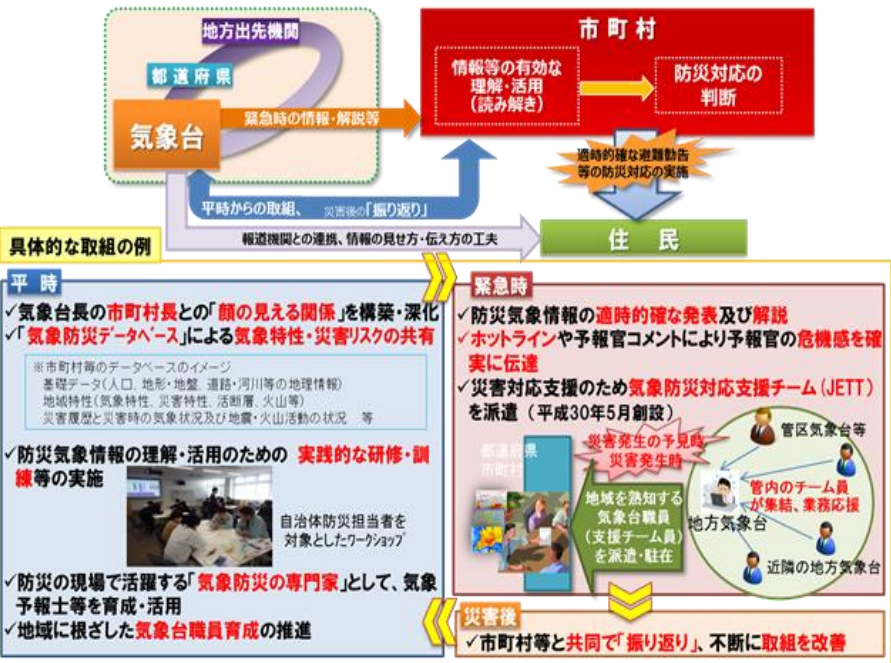 地方出先機関
都道府県
気象台
緊急時の情報・解説等
市町村
情報等の有効な
理解・活用
（読み解き）
防災対応の
判断
適時的確な避難勧告
等の防災対応の実施
平時からの取組、 災害後の「振り返り」
報道機関との連携、情報の見せ方・伝え方の工夫
住 民
具体的な取組の例
平 時
✓気象台長の市町村長との「顔の見える関係」を構築・深化
✓「気象防災データベース」による気象特性・災害リスクの共有
※市町村毎のデータベースのイメージ
基礎データ（人口、地形・地盤、道路・河川等の地理情報）
地域特性（気象特性、災害特性、活断層、火山等）
災害履歴と災害時の気象状況及び地震・火山活動の状況 等
✓防災気象情報の理解・活用のための 実践的な研修・訓
練等の実施
自治体防災担当者を
対象としたワークショップ
✓防災の現場で活躍する「気象防災の専門家」として、気象
予報士等を育成・活用
✓地域に根ざした気象台職員育成の推進
緊急時
✓防災気象情報の適時的確な発表及び解説
✓ホットラインや予報官コメントにより予報官の危機感を確
実に伝達
✓災害対応支援のため気象防災対応支援チーム（JETT）
を派遣（平成30年5月創設）
都道府県
市町村
災害発生の予見時
災害発生時
地域を熟知する
気象台職員
（支援チーム員）
を派遣・駐在
管区気象台等
管内のチーム員
が集結、業務応援
地方気象台
近隣の地方気象台
災害後
✓市町村等と共同で「振り返り」、不断に取組を改善